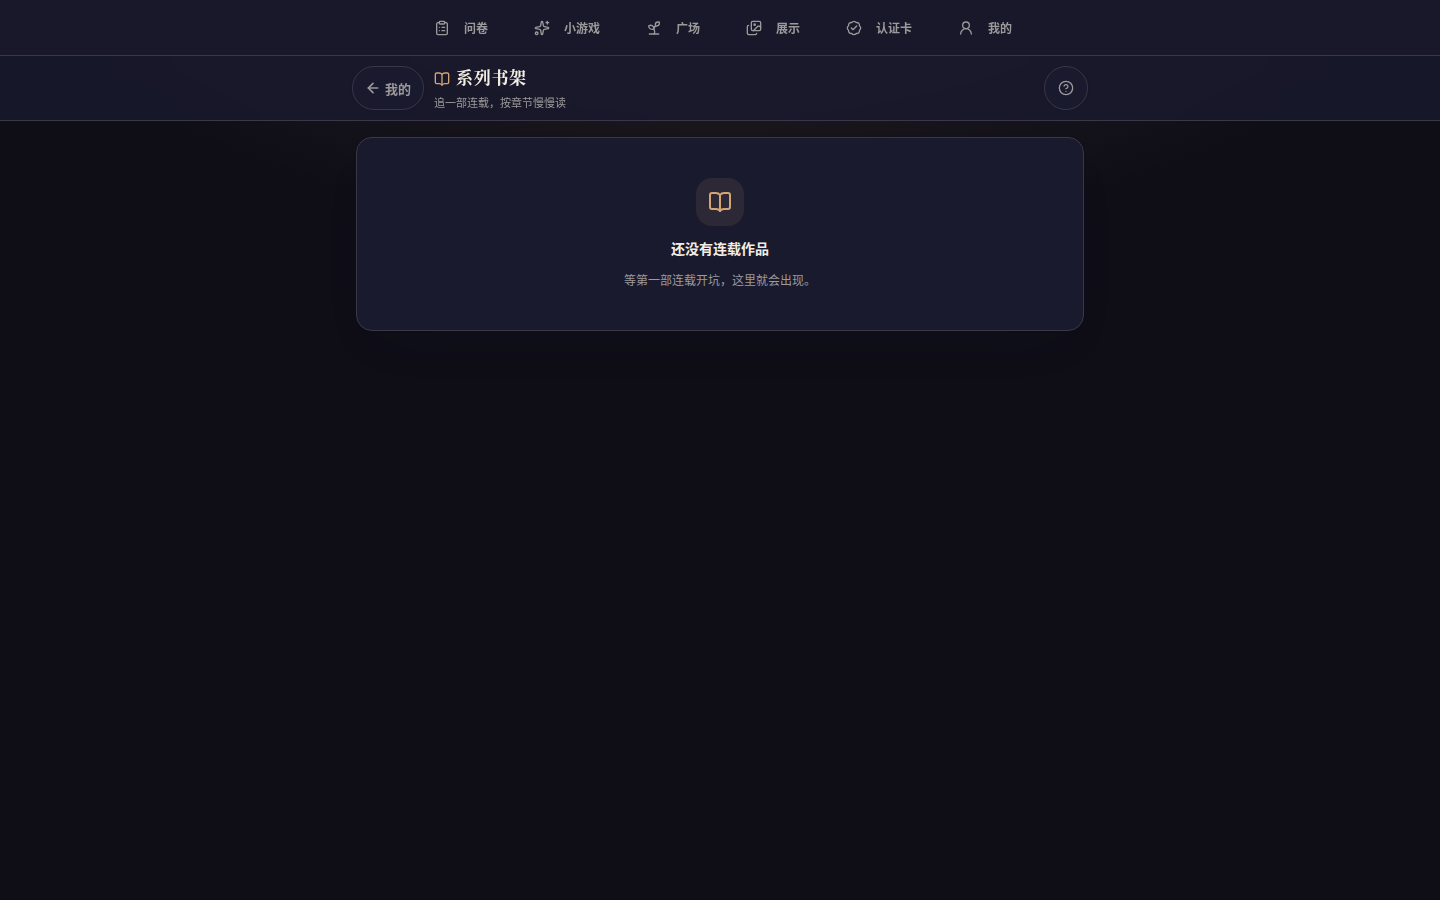 问卷 小游戏 广场 展示 认证卡 我的
我的
系列书架
追一部连载，按章节慢慢读
还没有连载作品
等第一部连载开坑，这里就会出现。